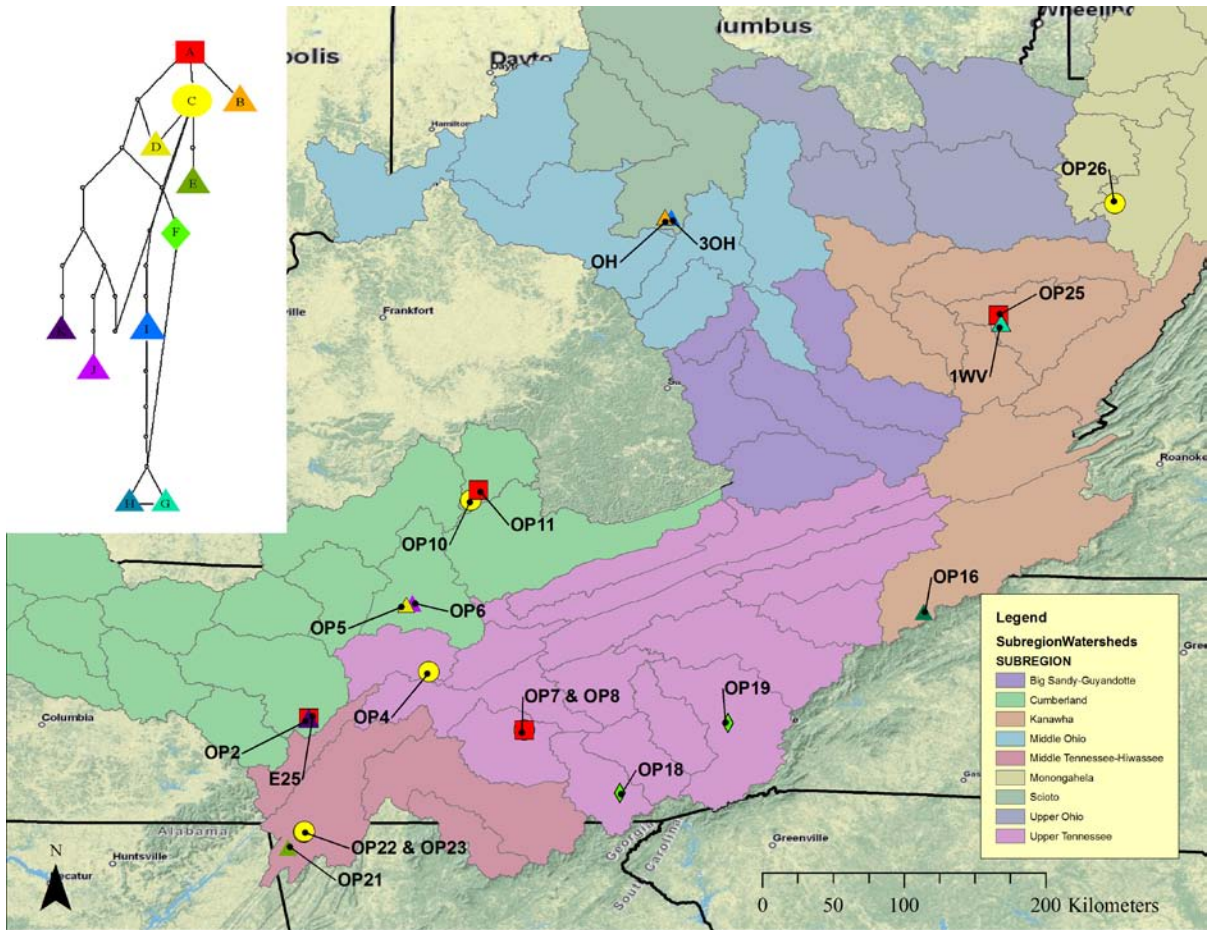 A
C
B
D
E
F
I
J
H
G
olis
Dayto
umbus
Wheeling
Hamilton
OP26
OH
3OH
OP25
1WV
ville
Frankfort
Roanoke
OP11
OP10
OP16
OP6
OP5
OP7 & OP8
OP19
OP4
Columbia
OP2
E25
OP18
Alabama
OP22 & OP23
Georgia
South Carolina
Greenville
Huntsville
OP21
N
Decatur
Legend
SubregionWatersheds
SUBREGION
Big Sandy-Guyandotte
Cumberland
Kanawha
Middle Ohio
Middle Tennessee-Hiwassee
Monongahela
Scioto
Upper Ohio
Upper Tennessee
0 50 100 200 Kilometers